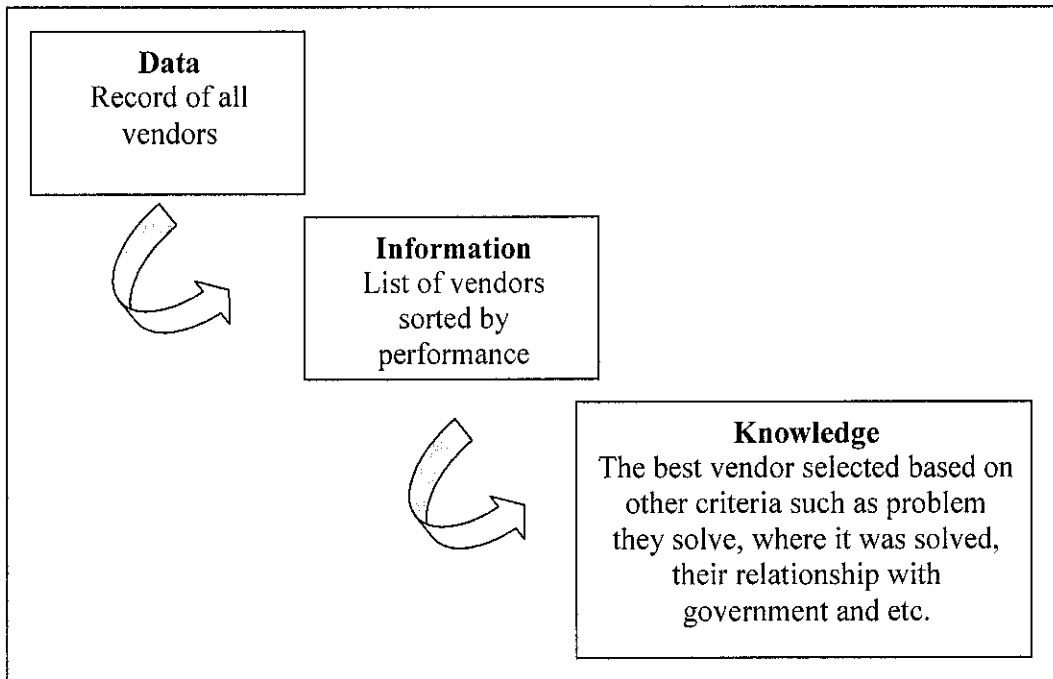 Data
Record of all
vendors
Information
List of vendors
sorted by
performance
Knowledge
The best vendor selected based on
other criteria such as problem
they solve, where it was solved,
their relationship with
government and etc.